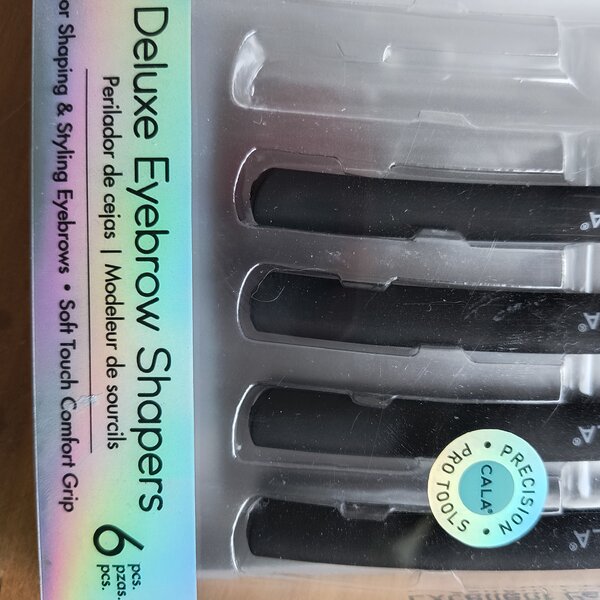 Deluxe Eyebrow Shapers
Perilador de cejas | Modeleur de sourcils
or Shaping & Styling Eyebrows • Soft Touch Comfort Grip
6
pcs.
pzas.
pcs.
PRECISION
CALA®
PRO TOOLS